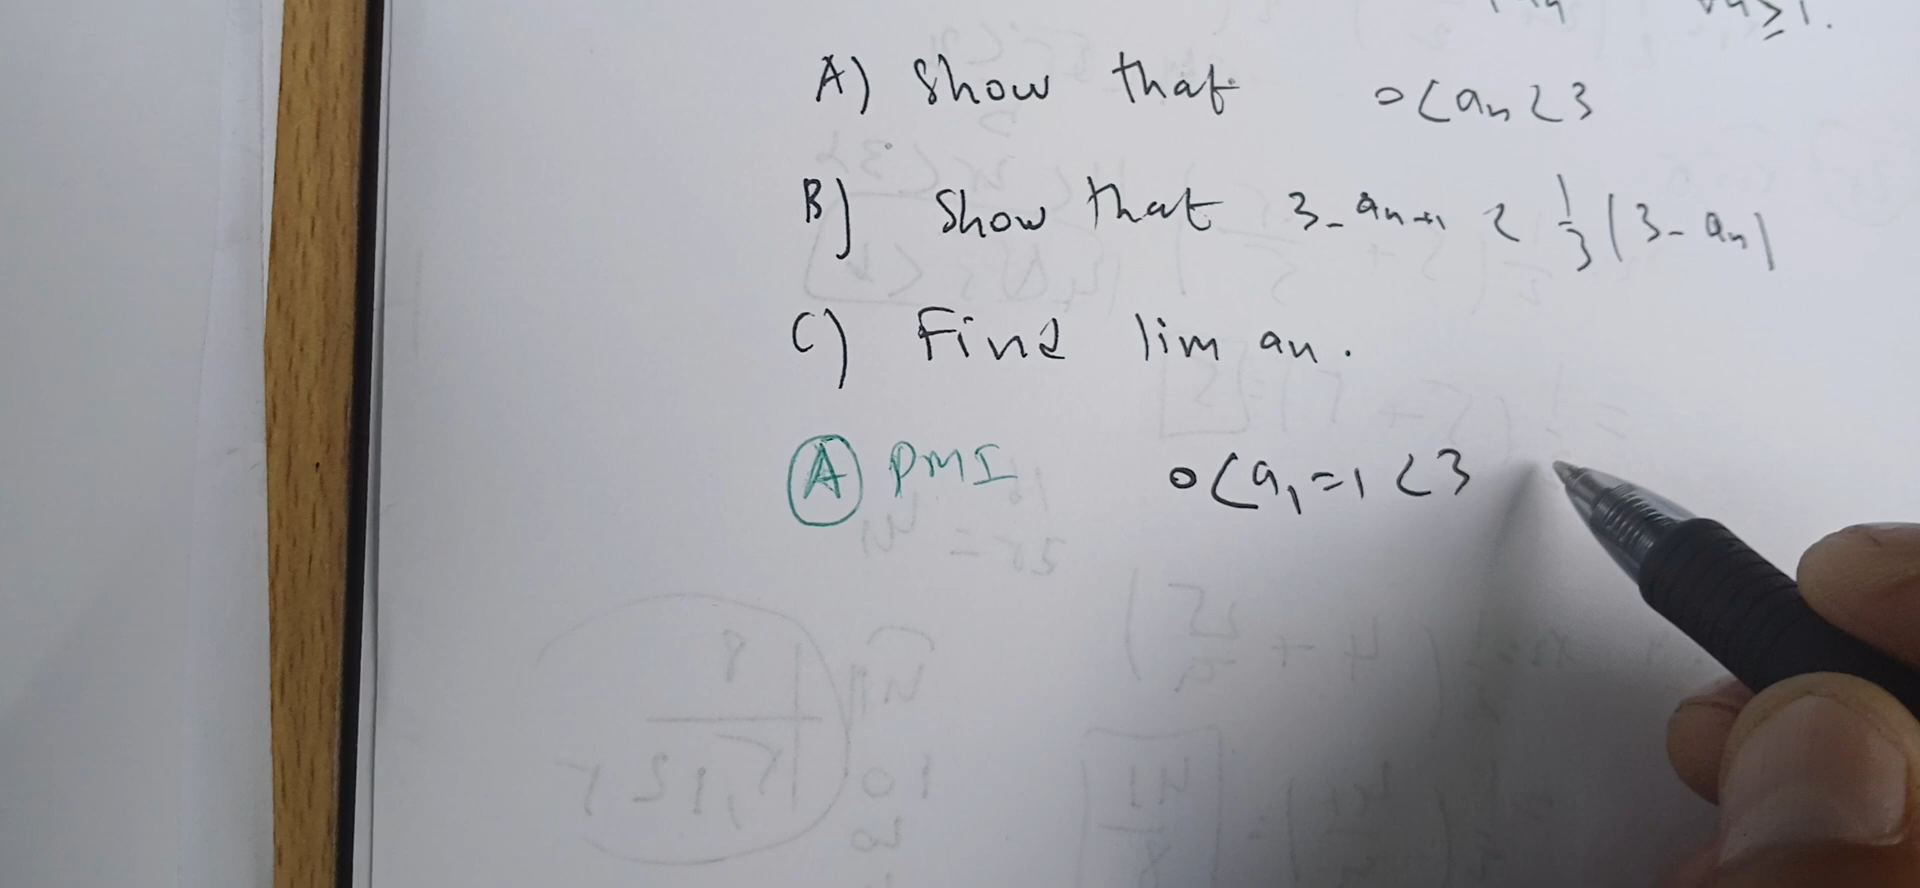 ∀n≥1.
A) Show that 0<aₙ<3
B) Show that 3-aₙ₊₁ < 1/3(3-aₙ)
C) Find lim an.
Ⓐ PMI 0<a₁=1<3